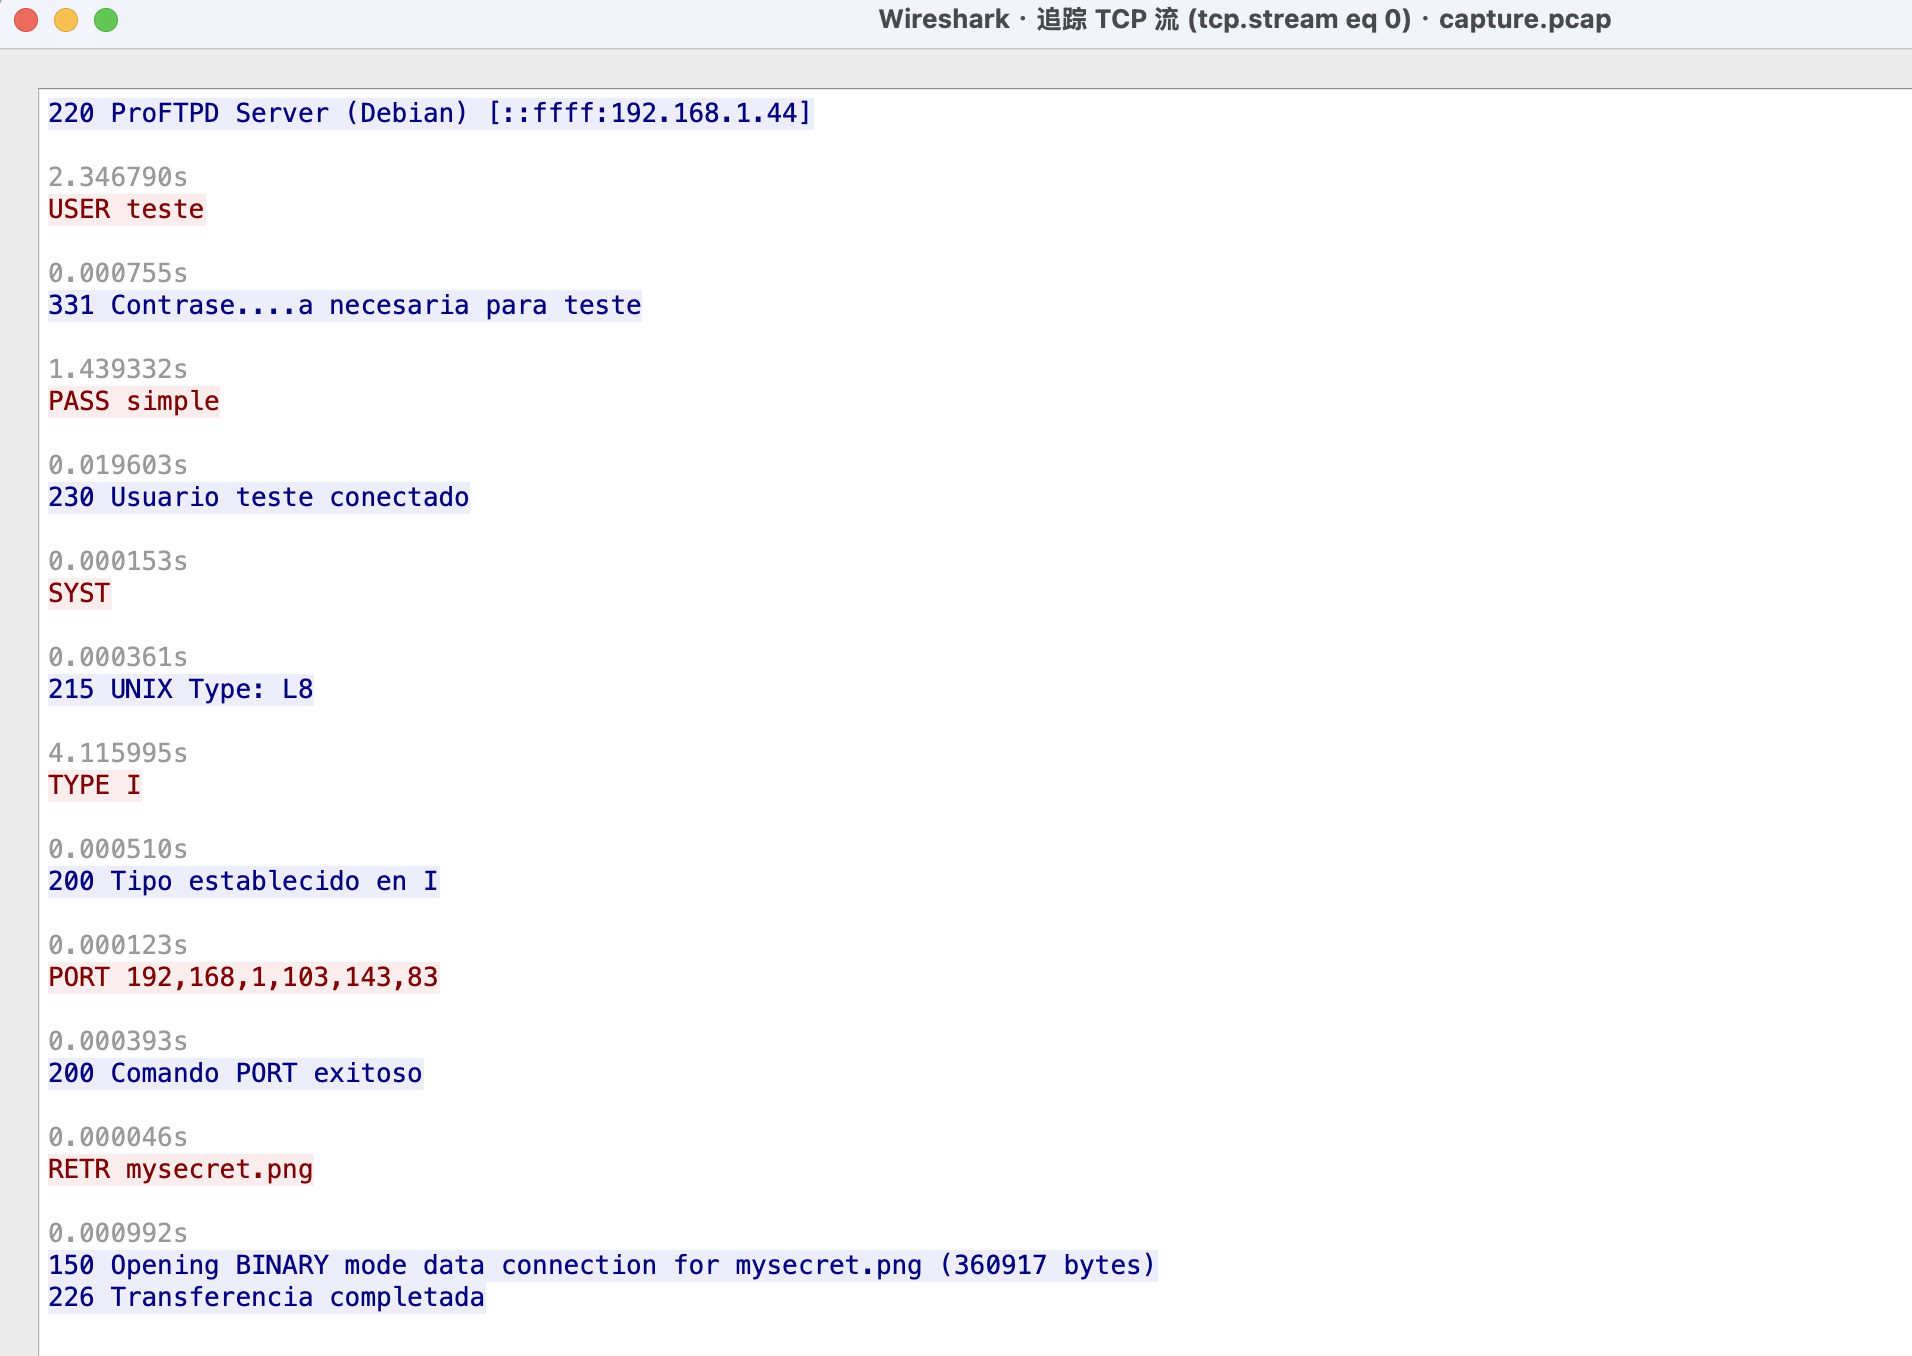 Wireshark · 追踪 TCP 流 (tcp.stream eq 0) · capture.pcap
220 ProFTPD Server (Debian) [::ffff:192.168.1.44]
2.346790s
USER teste
0.000755s
331 Contrase....a necesaria para teste
1.439332s
PASS simple
0.019603s
230 Usuario teste conectado
0.000153s
SYST
0.000361s
215 UNIX Type: L8
4.115995s
TYPE I
0.000510s
200 Tipo establecido en I
0.000123s
PORT 192,168,1,103,143,83
0.000393s
200 Comando PORT exitoso
0.000046s
RETR mysecret.png
0.000992s
150 Opening BINARY mode data connection for mysecret.png (360917 bytes)
226 Transferencia completada